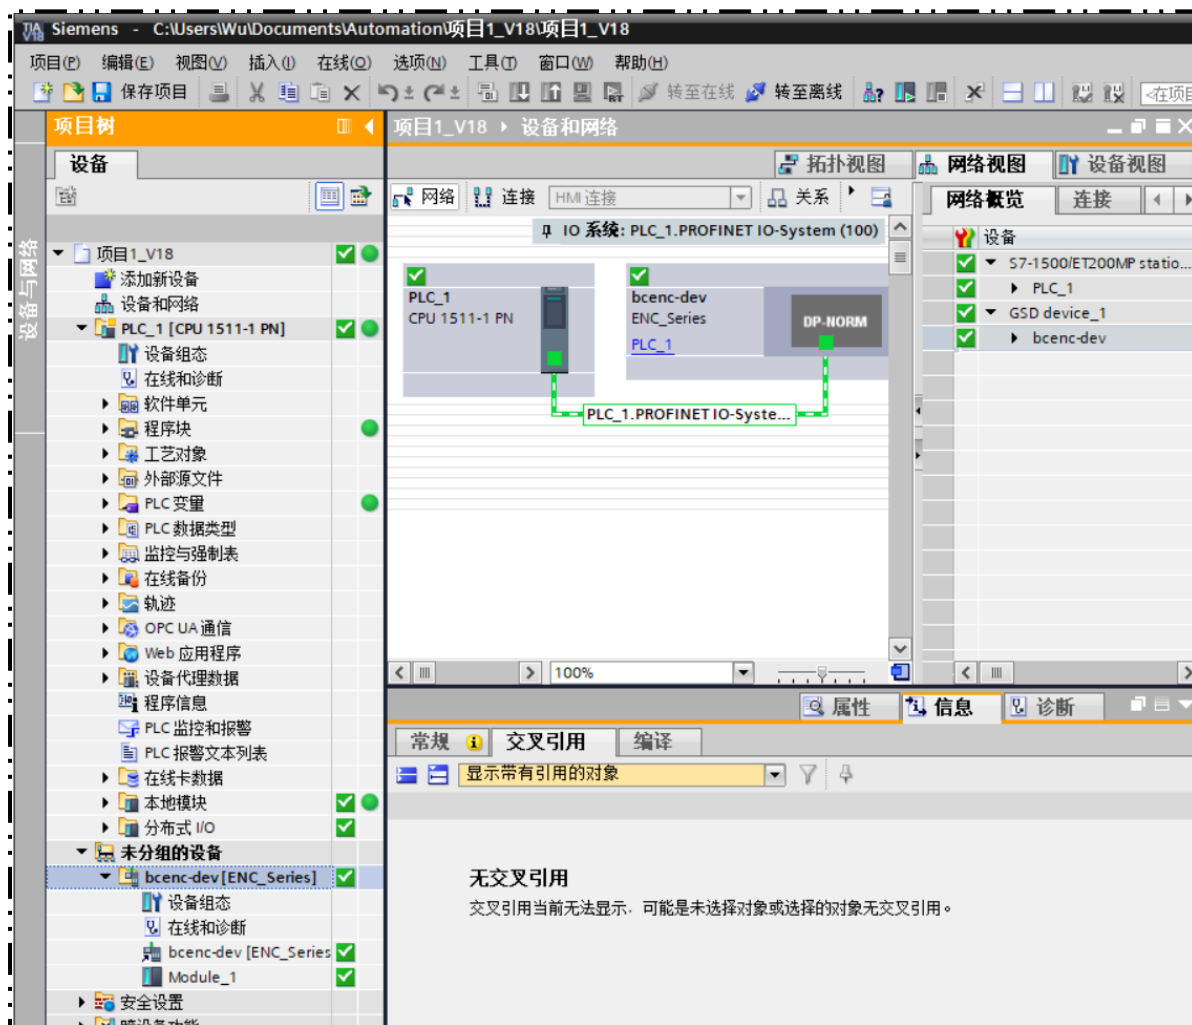 Siemens - C:\Users\Wu\Documents\Automation\项目1_V18\项目1_V18
项目(P) 编辑(E) 视图(V) 插入(I) 在线(O) 选项(N) 工具(T) 窗口(W) 帮助(H)
保存项目 转至在线 转至离线 <在项目
项目树
设备
设备与网络
项目1_V18
添加新设备
设备和网络
PLC_1 [CPU 1511-1 PN]
设备组态
在线和诊断
软件单元
程序块
工艺对象
外部源文件
PLC 变量
PLC 数据类型
监控与强制表
在线备份
轨迹
OPC UA 通信
Web 应用程序
设备代理数据
程序信息
PLC 监控和报警
PLC 报警文本列表
在线卡数据
本地模块
分布式 I/O
未分组的设备
bcenc-dev [ENC_Series]
设备组态
在线和诊断
bcenc-dev [ENC_Series
Module_1
安全设置
项目1_V18 设备和网络
拓扑视图 网络视图 设备视图
网络 连接 HMI 连接 关系
IO 系统: PLC_1.PROFINET IO-System (100)
PLC_1
CPU 1511-1 PN
bcenc-dev
ENC_Series
PLC_1
DP-NORM
PLC_1.PROFINET IO-Syste...
100%
网络概览 连接
设备
S7-1500/ET200MP statio...
PLC_1
GSD device_1
bcenc-dev
属性 信息 诊断
常规 交叉引用 编译
显示带有引用的对象
无交叉引用
交叉引用当前无法显示．可能是未选择对象或选择的对象无交叉引用。